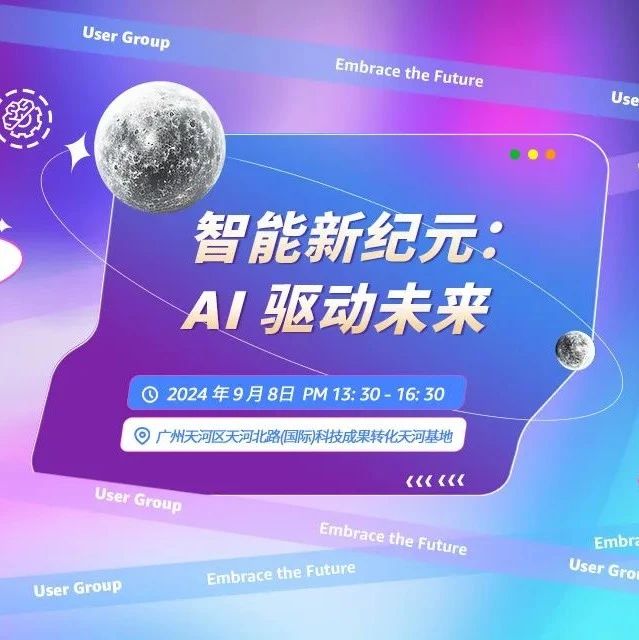 User Group
Embrace the Future
User
智能新纪元：
AI 驱动未来
2024 年 9 月 8日 PM 13: 30 - 16: 30
广州天河区天河北路(国际)科技成果转化天河基地
User Group
Embrace the Future
Embra
User Gro
User Group
Embrace the Future